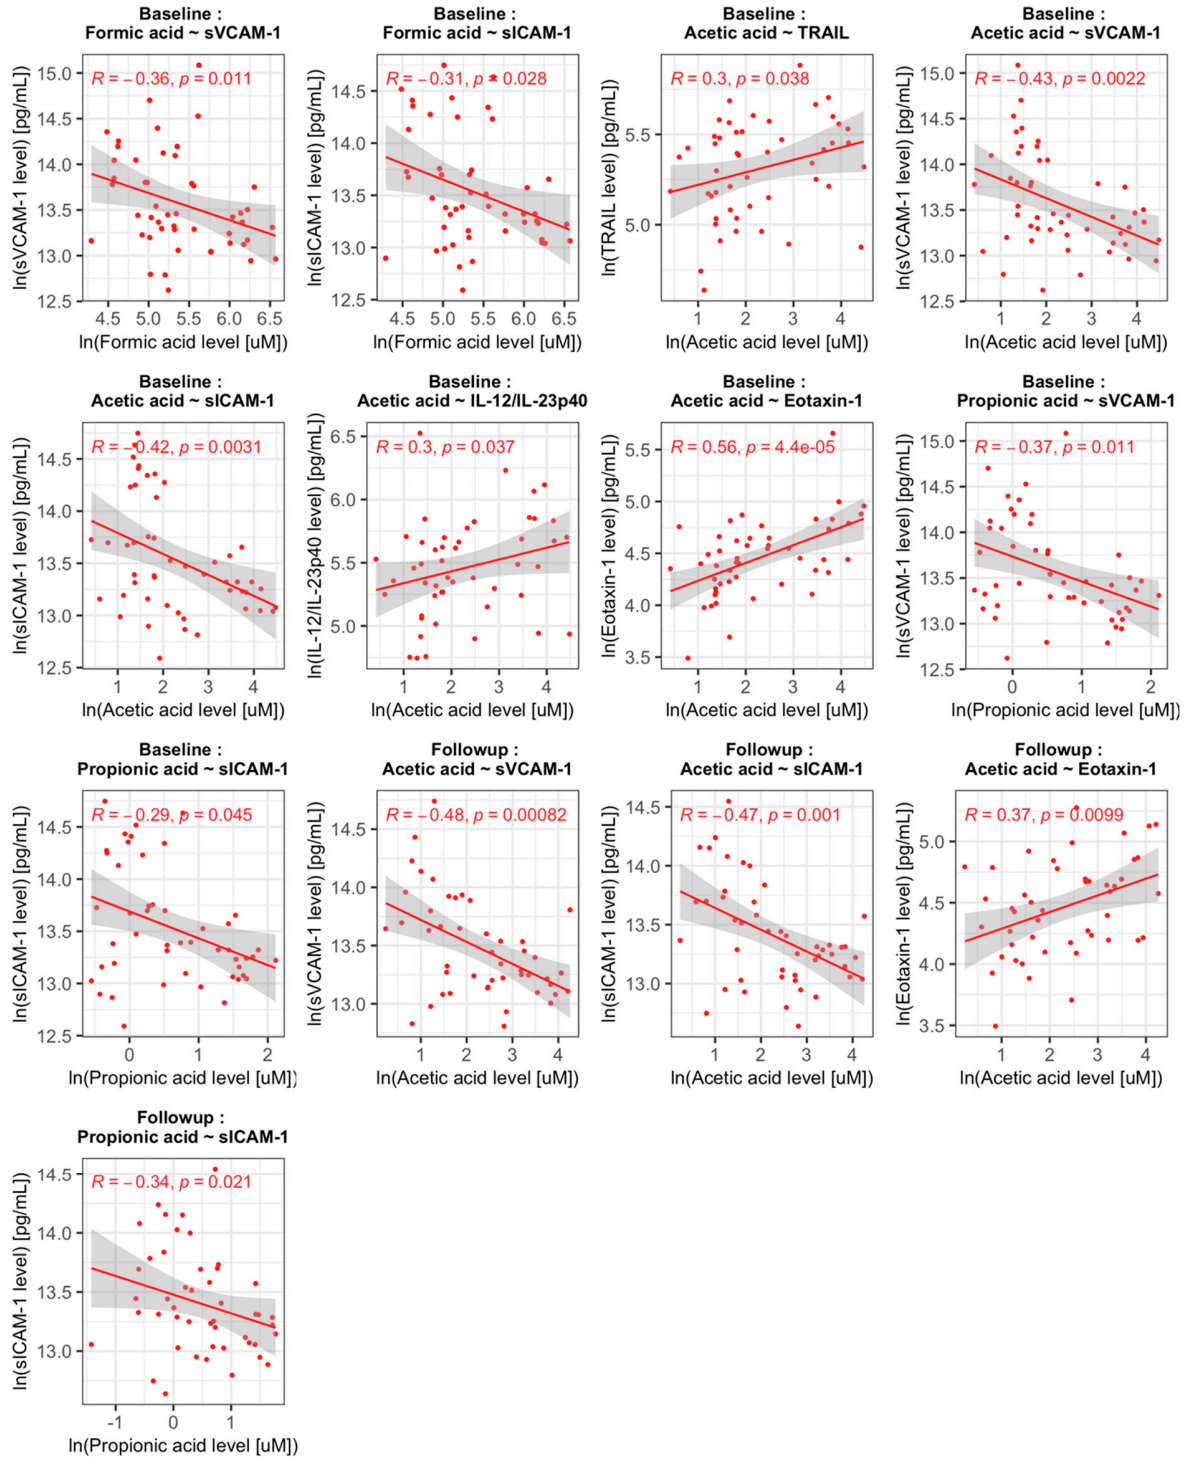 Baseline :
Formic acid ~ sVCAM-1
R = −0.36, p = 0.011
ln(sVCAM-1 level) [pg/mL])
15.0
14.5
14.0
13.5
13.0
12.5
4.5 5.0 5.5 6.0 6.5
ln(Formic acid level [uM])
Baseline :
Formic acid ~ sICAM-1
R = −0.31, p = 0.028
ln(sICAM-1 level) [pg/mL])
14.5
14.0
13.5
13.0
12.5
4.5 5.0 5.5 6.0 6.5
ln(Formic acid level [uM])
Baseline :
Acetic acid ~ TRAIL
R = 0.3, p = 0.038
ln(TRAIL level) [pg/mL])
5.5
5.0
1 2 3 4
ln(Acetic acid level [uM])
Baseline :
Acetic acid ~ sVCAM-1
R = −0.43, p = 0.0022
ln(sVCAM-1 level) [pg/mL])
15.0
14.5
14.0
13.5
13.0
12.5
1 2 3 4
ln(Acetic acid level [uM])
Baseline :
Acetic acid ~ sICAM-1
R = −0.42, p = 0.0031
ln(sICAM-1 level) [pg/mL])
14.5
14.0
13.5
13.0
12.5
1 2 3 4
ln(Acetic acid level [uM])
Baseline :
Acetic acid ~ IL-12/IL-23p40
R = 0.3, p = 0.037
ln(IL-12/IL-23p40 level) [pg/mL])
6.5
6.0
5.5
5.0
1 2 3 4
ln(Acetic acid level [uM])
Baseline :
Acetic acid ~ Eotaxin-1
R = 0.56, p = 4.4e-05
ln(Eotaxin-1 level) [pg/mL])
5.5
5.0
4.5
4.0
3.5
1 2 3 4
ln(Acetic acid level [uM])
Baseline :
Propionic acid ~ sVCAM-1
R = −0.37, p = 0.011
ln(sVCAM-1 level) [pg/mL])
15.0
14.5
14.0
13.5
13.0
12.5
0 1 2
ln(Propionic acid level [uM])
Baseline :
Propionic acid ~ sICAM-1
R = −0.29, p = 0.045
ln(sICAM-1 level) [pg/mL])
14.5
14.0
13.5
13.0
12.5
0 1 2
ln(Propionic acid level [uM])
Followup :
Acetic acid ~ sVCAM-1
R = −0.48, p = 0.00082
ln(sVCAM-1 level) [pg/mL])
14.5
14.0
13.5
13.0
1 2 3 4
ln(Acetic acid level [uM])
Followup :
Acetic acid ~ sICAM-1
R = −0.47, p = 0.001
ln(sICAM-1 level) [pg/mL])
14.5
14.0
13.5
13.0
1 2 3 4
ln(Acetic acid level [uM])
Followup :
Acetic acid ~ Eotaxin-1
R = 0.37, p = 0.0099
ln(Eotaxin-1 level) [pg/mL])
5.0
4.5
4.0
3.5
1 2 3 4
ln(Acetic acid level [uM])
Followup :
Propionic acid ~ sICAM-1
R = −0.34, p = 0.021
ln(sICAM-1 level) [pg/mL])
14.5
14.0
13.5
13.0
-1 0 1
ln(Propionic acid level [uM])